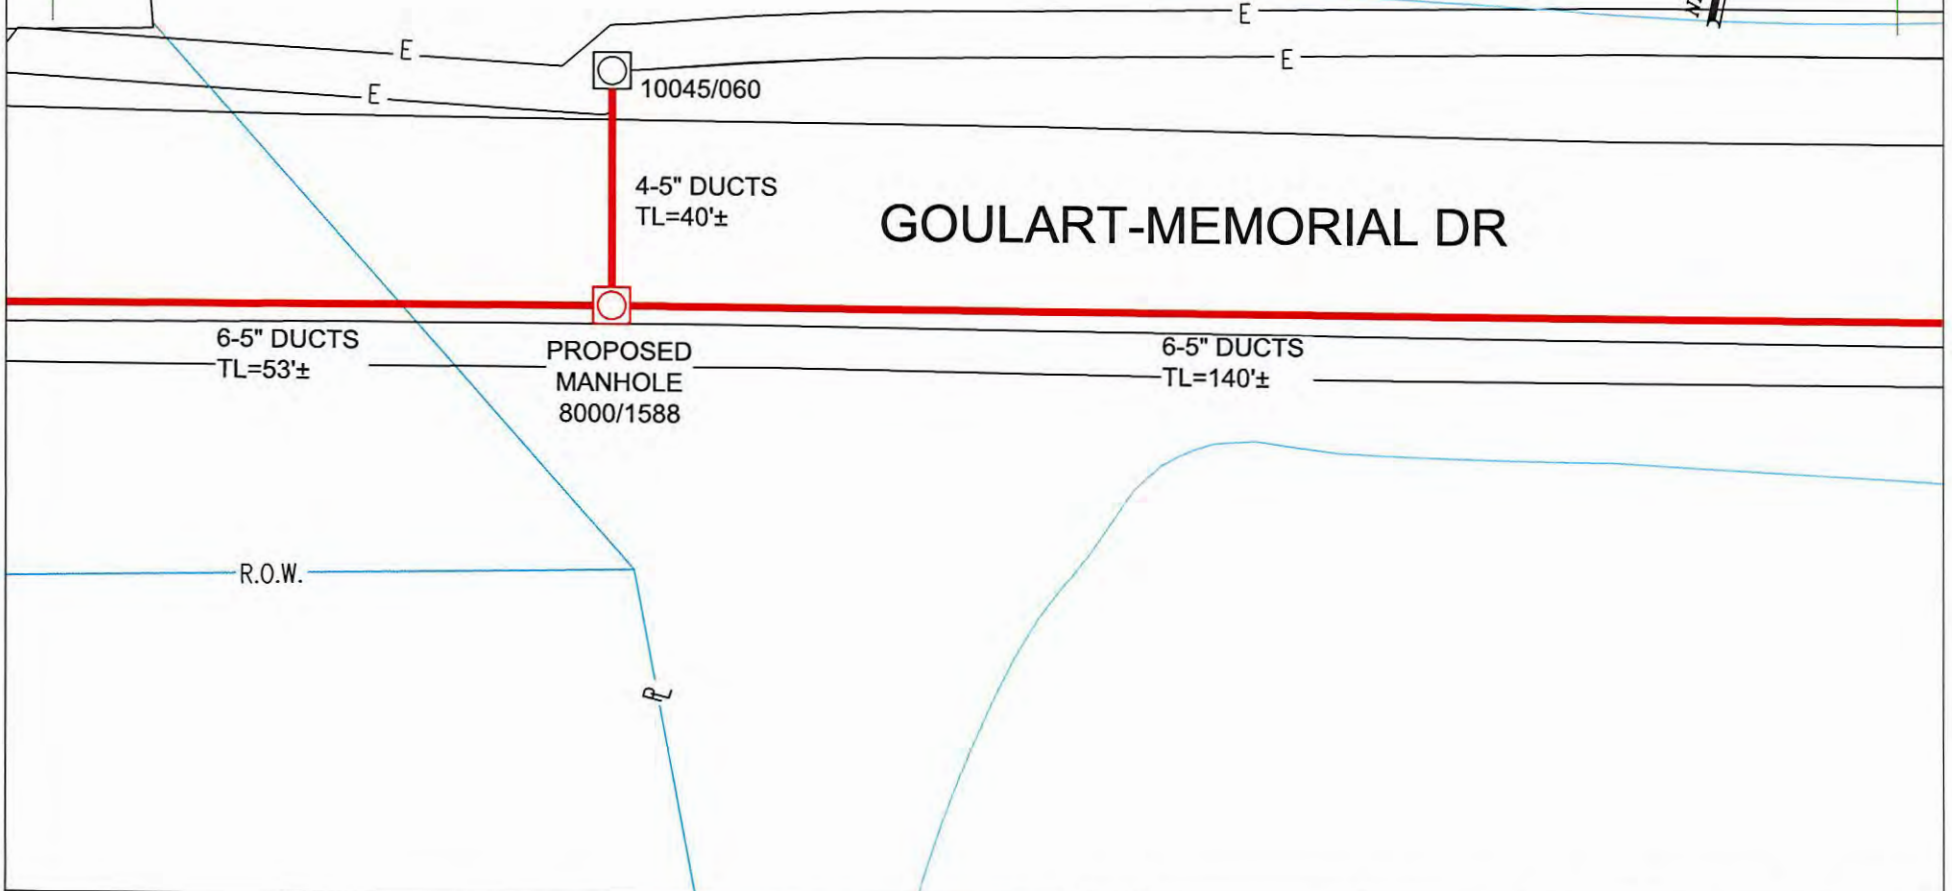 E
E
E
E
10045/060
4-5" DUCTS
TL=40'±
GOULART-MEMORIAL DR
6-5" DUCTS
TL=53'±
PROPOSED
MANHOLE
8000/1588
6-5" DUCTS
TL=140'±
R.O.W.
PL